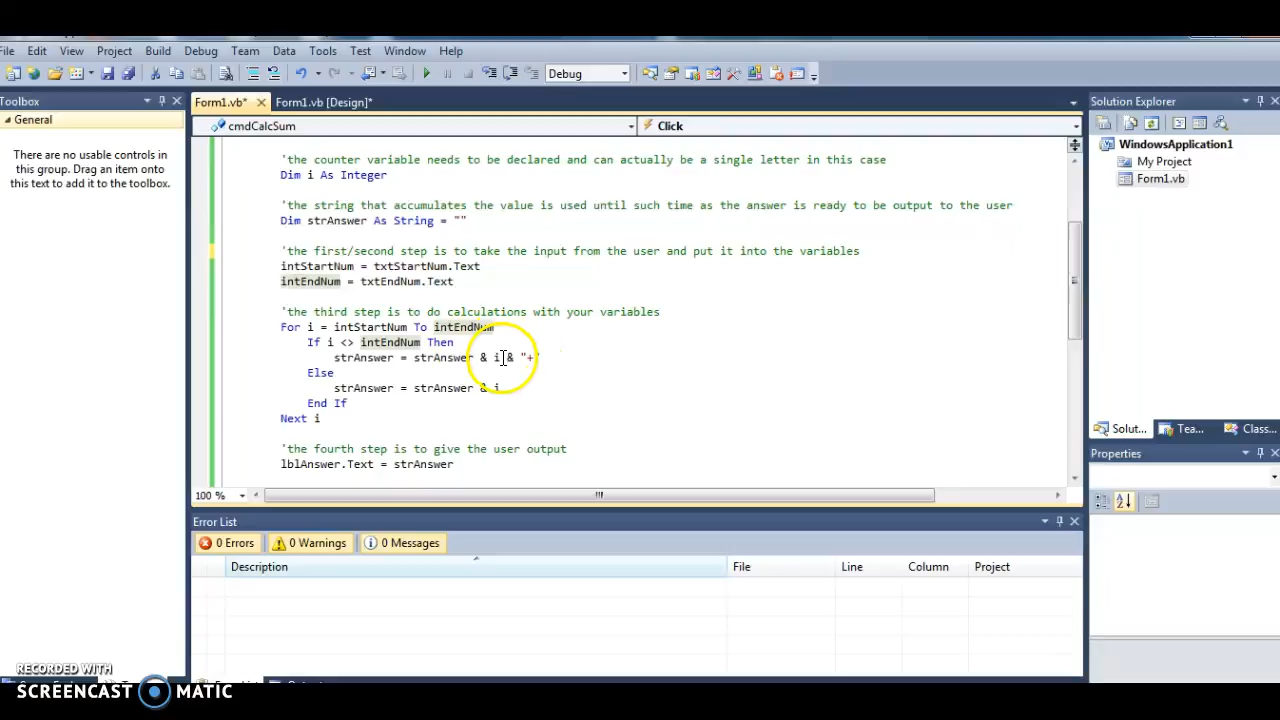 File Edit View Project Build Debug Team Data Tools Test Window Help
Debug
Toolbox
General
There are no usable controls in
this group. Drag an item onto
this text to add it to the toolbox.
Form1.vb* Form1.vb [Design]*
cmdCalcSum Click
'the counter variable needs to be declared and can actually be a single letter in this case
Dim i As Integer
'the string that accumulates the value is used until such time as the answer is ready to be output to the user
Dim strAnswer As String = ""
'the first/second step is to take the input from the user and put it into the variables
intStartNum = txtStartNum.Text
intEndNum = txtEndNum.Text
'the third step is to do calculations with your variables
For i = intStartNum To intEndNum
If i <> intEndNum Then
strAnswer = strAnswer & i & "+"
Else
strAnswer = strAnswer & i
End If
Next i
'the fourth step is to give the user output
lblAnswer.Text = strAnswer
100 %
Solution Explorer
WindowsApplication1
My Project
Form1.vb
Solut... Tea... Class...
Properties
Error List
0 Errors 0 Warnings 0 Messages
Description File Line Column Project
RECORDED WITH
SCREENCAST MATIC